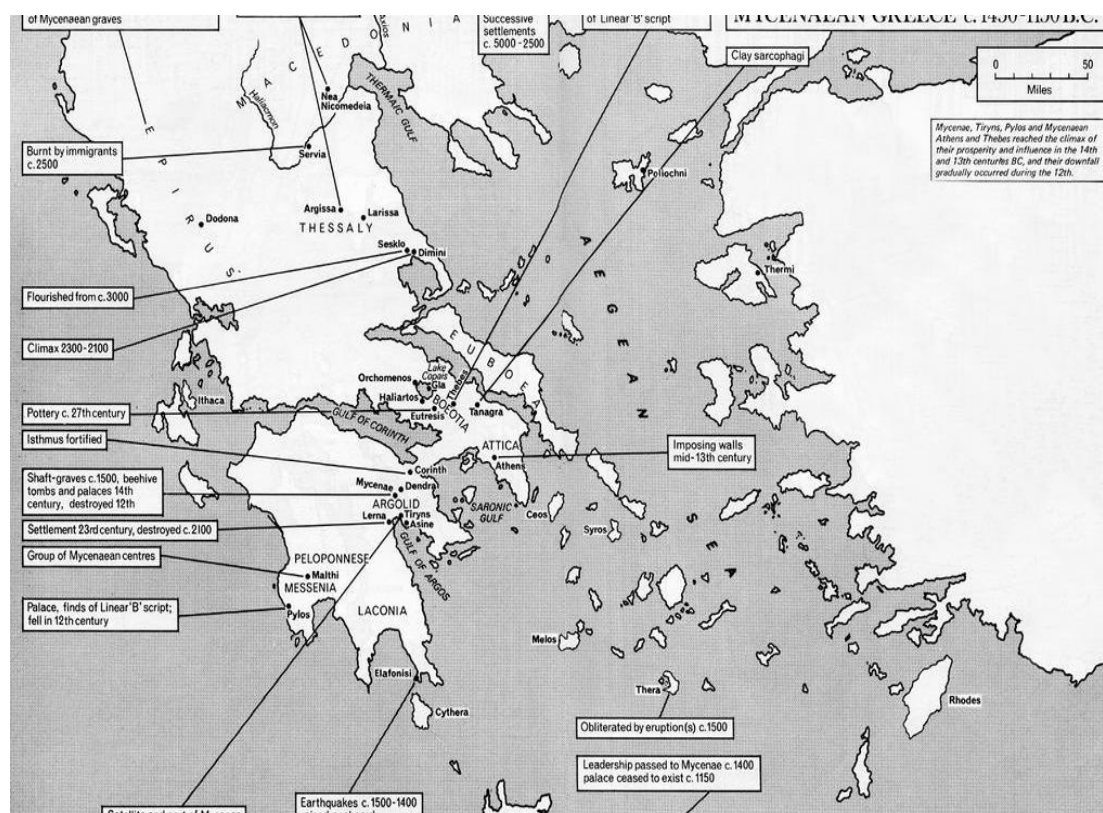 of Mycenaean graves
Successive
settlements
c. 5000-2500
of Linear 'B' script
MYCENAEAN GREECE c.1450-1150 B.C.
Clay sarcophagi
0 50
Miles
Mycenae, Tiryns, Pylos and Mycenaean
Athens and Thebes reached the climax of
their prosperity and influence in the 14th
and 13th centuries BC, and their downfall
gradually occurred during the 12th.
MACEDONIA
Axios
Haliacmon
Nea
Nicomedeia
THERMAIC GULF
EPIRUS
Burnt by immigrants
c.2500
Servia
Poliochni
Argissa
Larissa
Dodona
THESSALY
Sesklo
Dimini
AEGEAN SEA
Thermi
Flourished from c.3000
Climax 2300-2100
EUBOEA
Lake
Copais
Orchomenos
Gla
Thebes
Haliartos
Ithaca
BOEOTIA
Tanagra
Eutresis
Pottery c. 27th century
GULF OF CORINTH
Isthmus fortified
ATTICA
Athens
Imposing walls
mid-13th century
Corinth
Shaft-graves c.1500, beehive
tombs and palaces 14th
century, destroyed 12th
Mycenae
Dendra
ARGOLID
SARONIC
GULF
Ceos
Lerna
Tiryns
Asine
Syros
Settlement 23rd century, destroyed c.2100
GULF OF ARGOS
Group of Mycenaean centres
PELOPONNESE
Malthi
MESSENIA
Palace, finds of Linear 'B' script;
fell in 12th century
Pylos
LACONIA
Melos
Elafonisi
Thera
Rhodes
Cythera
Obliterated by eruption(s) c.1500
Leadership passed to Mycenae c.1400
palace ceased to exist c.1150
Earthquakes c.1500-1400